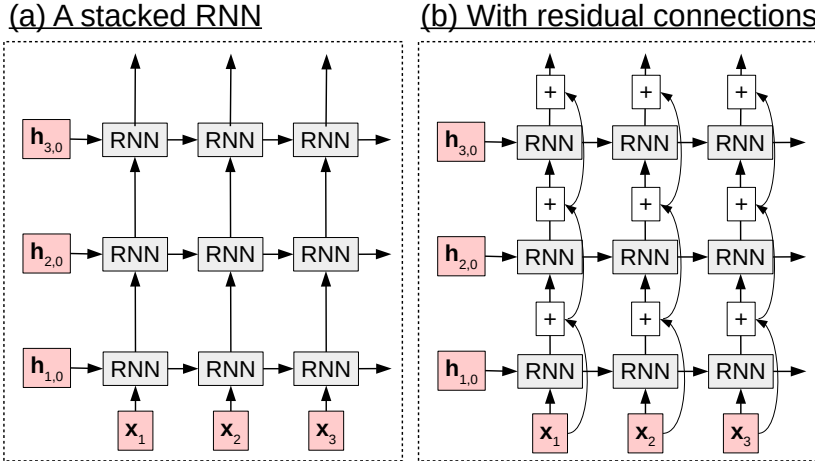 (a) A stacked RNN
h3,0 RNN RNN RNN
h2,0 RNN RNN RNN
h1,0 RNN RNN RNN
x1 x2 x3
(b) With residual connections
+ + +
h3,0 RNN RNN RNN
+ + +
h2,0 RNN RNN RNN
+ + +
h1,0 RNN RNN RNN
x1 x2 x3